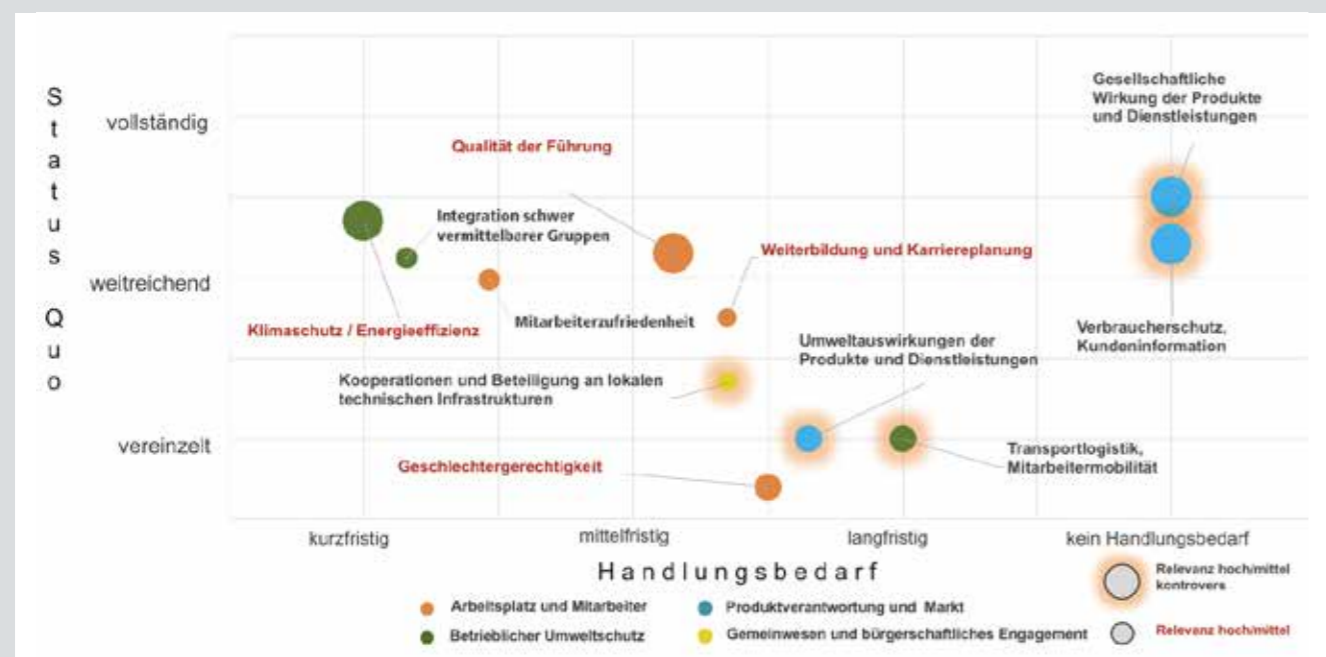 Status Quo
vollständig
weitreichend
vereinzelt
Gesellschaftliche
Wirkung der Produkte
und Dienstleistungen
Qualität der Führung
Integration schwer
vermittelbarer Gruppen
Weiterbildung und Karriereplanung
Klimaschutz / Energieeffizienz
Mitarbeiterzufriedenheit
Verbraucherschutz,
Kundeninformation
Umweltauswirkungen der
Produkte und Dienstleistungen
Kooperationen und Beteiligung an lokalen
technischen Infrastrukturen
Geschlechtergerechtigkeit
Transportlogistik,
Mitarbeitermobilität
kurzfristig
mittelfristig
langfristig
kein Handlungsbedarf
Handlungsbedarf
Arbeitsplatz und Mitarbeiter
Produktverantwortung und Markt
Betrieblicher Umweltschutz
Gemeinwesen und bürgerschaftliches Engagement
Relevanz hoch/mittel
kontrovers
Relevanz hoch/mittel